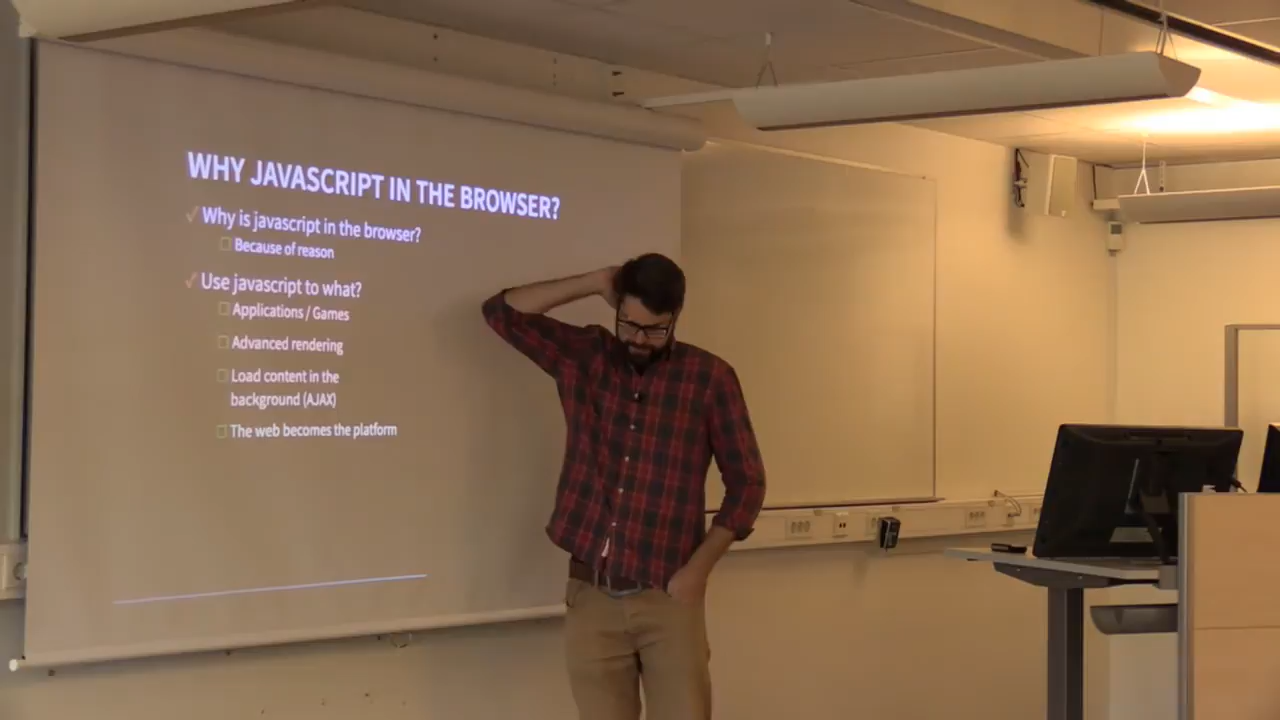 WHY JAVASCRIPT IN THE BROWSER?
Why is javascript in the browser?
Because of reason
Use javascript to what?
Applications / Games
Advanced rendering
Load content in the
background (AJAX)
The web becomes the platform